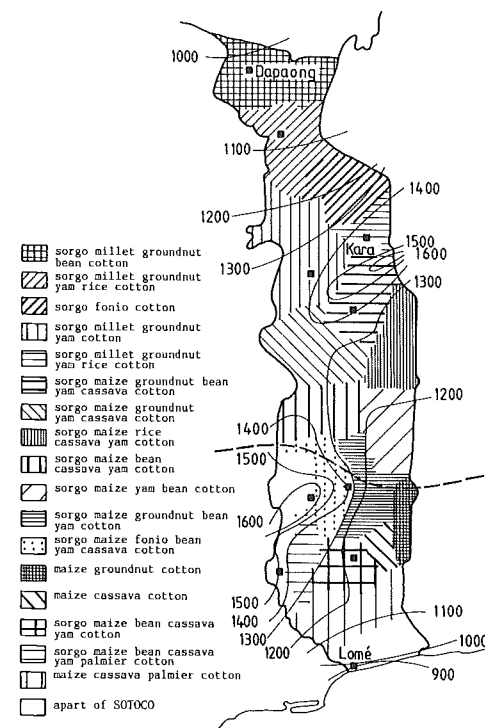 1000
Dapaong
1100
1400
1200
Kara
1500
1600
1300
1300
sorgo millet groundnut
bean cotton
sorgo millet groundnut
yam rice cotton
sorgo fonio cotton
sorgo millet groundnut
yam cotton
sorgo millet groundnut
yam rice cotton
sorgo maize groundnut bean
yam cassava cotton
sorgo maize groundnut
yam cassava cotton
sorgo maize rice
cassava yam cotton
sorgo maize bean
cassava yam cotton
sorgo maize yam bean cotton
sorgo maize groundnut bean
yam cotton
sorgo maize fonio bean
yam cassava cotton
maize groundnut cotton
maize cassava cotton
sorgo maize bean cassava
yam cotton
sorgo maize bean cassava
yam palmier cotton
maize cassava palmier cotton
apart of SOTOCO
1200
1400
1500
1600
1500
1400
1300
1200
1100
Lomé
1000
900